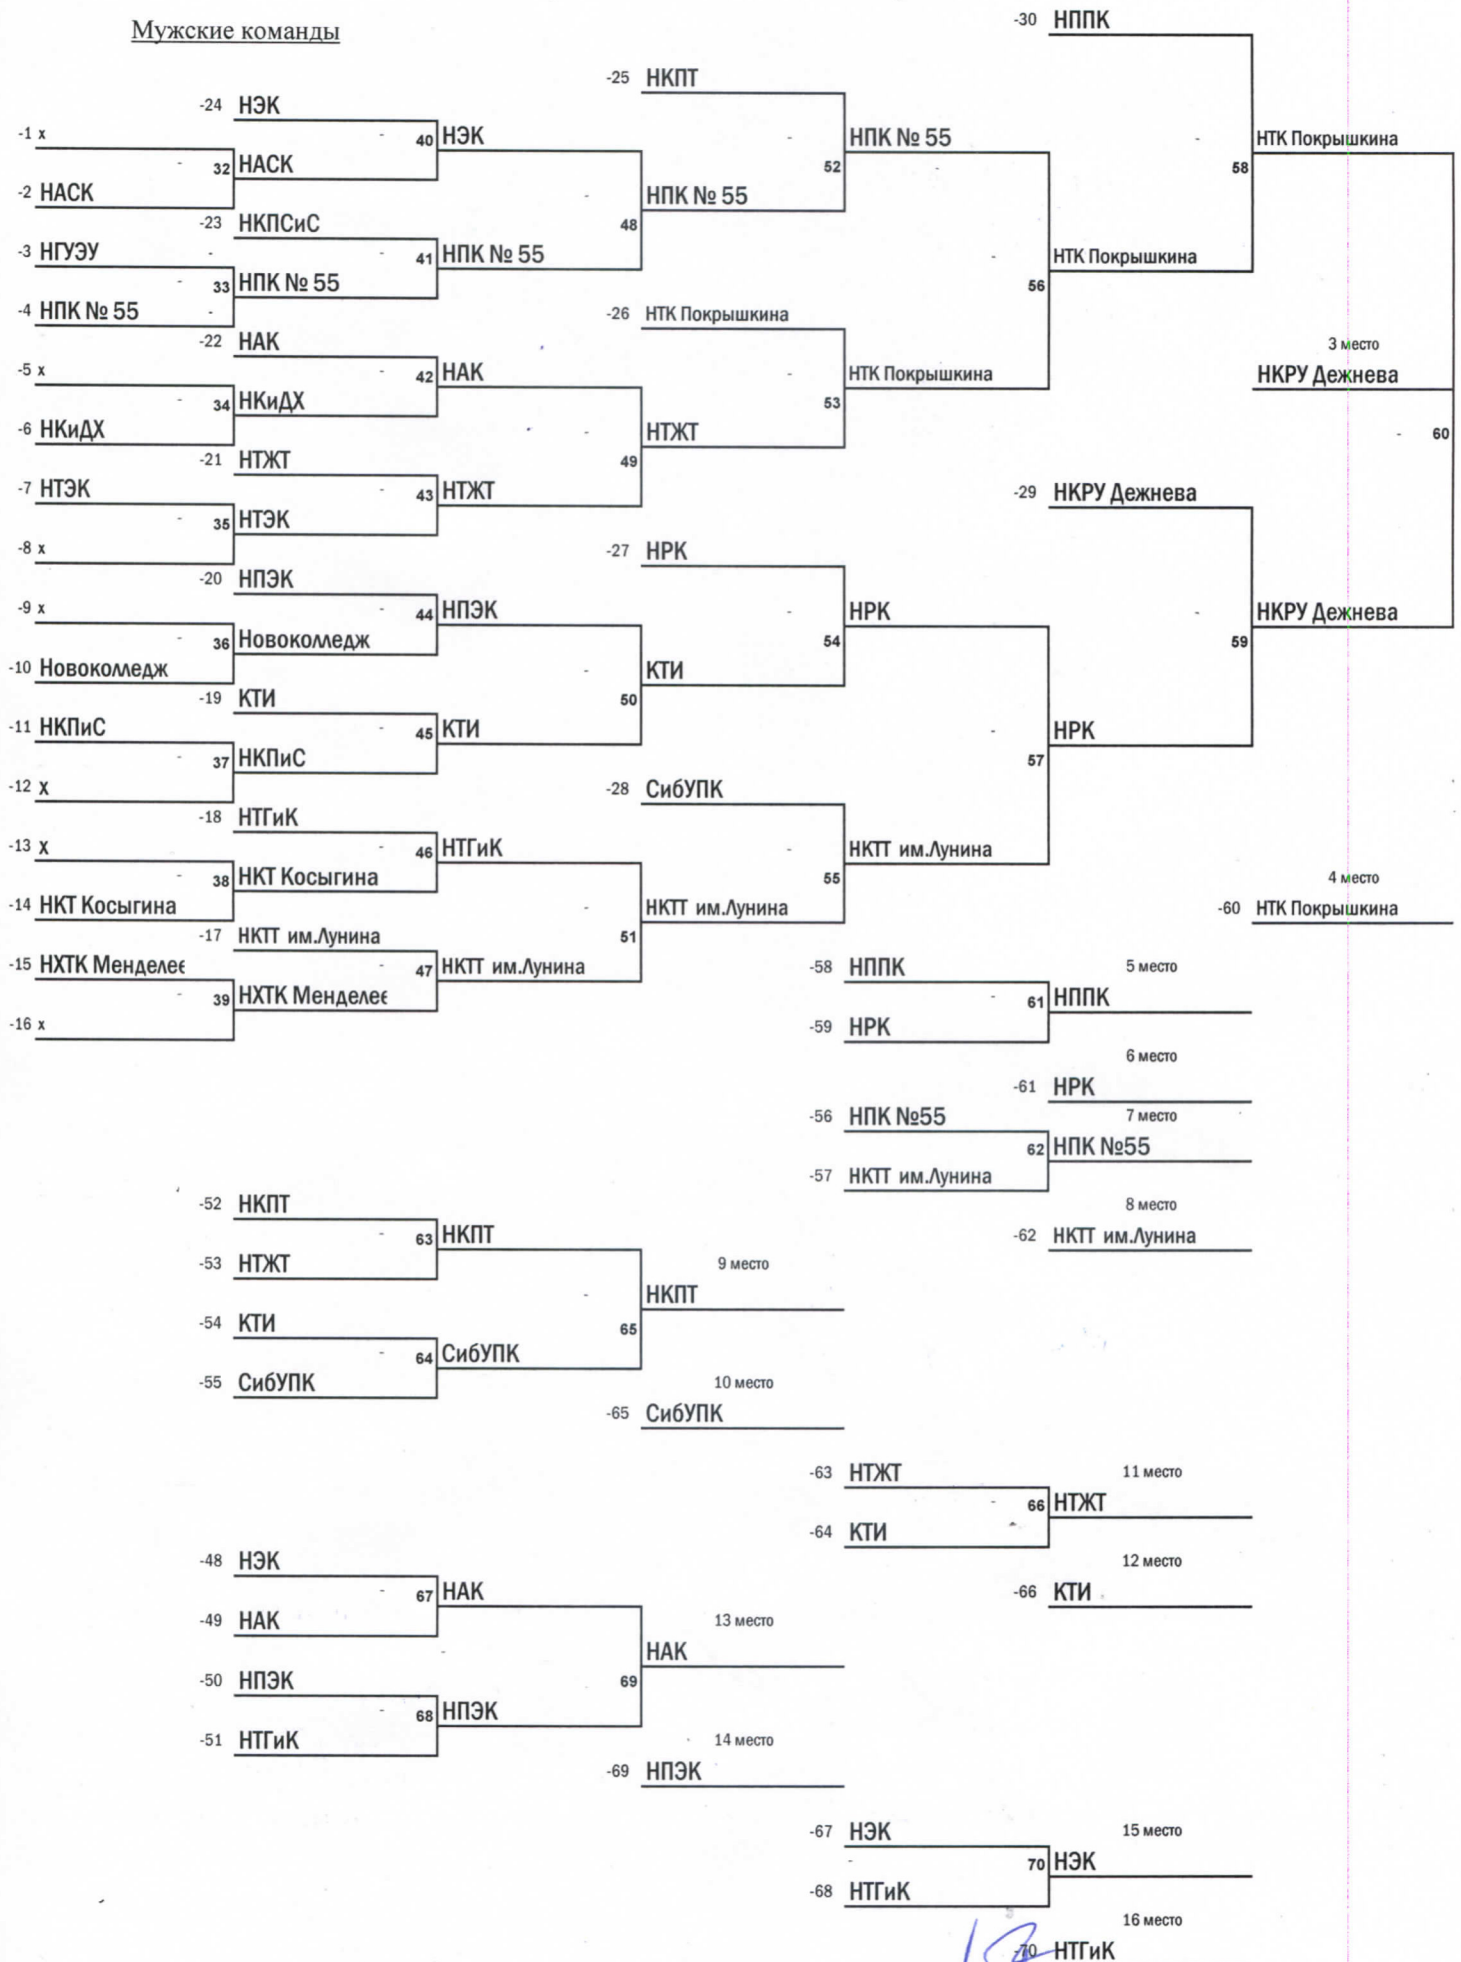 Мужские команды
-30 НППК
-25 НКПТ
-24 НЭК
-1 х
40 НЭК
НПК № 55
58 НТК Покрышкина
32 НАСК
52
-2 НАСК
НПК № 55
-23 НКПСиС
48
-3 НГУЭУ
41 НПК № 55
НТК Покрышкина
33 НПК № 55
56
-4 НПК № 55
-26 НТК Покрышкина
-22 НАК
3 место
-5 х
42 НАК
НТК Покрышкина
НКРУ Дежнева
34 НКиДХ
53
-6 НКиДХ
НТЖТ
60
-21 НТЖТ
49
-7 НТЭК
43 НТЖТ
-29 НКРУ Дежнева
35 НТЭК
-8 х
-27 НРК
-20 НПЭК
-9 х
44 НПЭК
НРК
НКРУ Дежнева
36 Новоколледж
54
59
-10 Новоколледж
КТИ
-19 КТИ
50
-11 НКПиС
45 КТИ
НРК
37 НКПиС
57
-12 х
-28 СибУПК
-18 НТГиК
-13 х
46 НТГиК
НКТТ им.Лунина
38 НКТ Косыгина
55
4 место
-14 НКТ Косыгина
НКТТ им.Лунина
-60 НТК Покрышкина
-17 НКТТ им.Лунина
51
-15 НХТК Менделее
47 НКТТ им.Лунина
-58 НППК
5 место
39 НХТК Менделее
61 НППК
-16 х
-59 НРК
6 место
-61 НРК
-56 НПК №55
7 место
62 НПК №55
-57 НКТТ им.Лунина
-52 НКПТ
8 место
63 НКПТ
-62 НКТТ им.Лунина
-53 НТЖТ
9 место
НКПТ
-54 КТИ
65
64 СибУПК
-55 СибУПК
10 место
-65 СибУПК
-63 НТЖТ
11 место
66 НТЖТ
-64 КТИ
-48 НЭК
12 место
67 НАК
-66 КТИ
-49 НАК
13 место
НАК
-50 НПЭК
69
68 НПЭК
-51 НТГиК
14 место
-69 НПЭК
-67 НЭК
15 место
70 НЭК
-68 НТГиК
16 место
-70 НТГиК